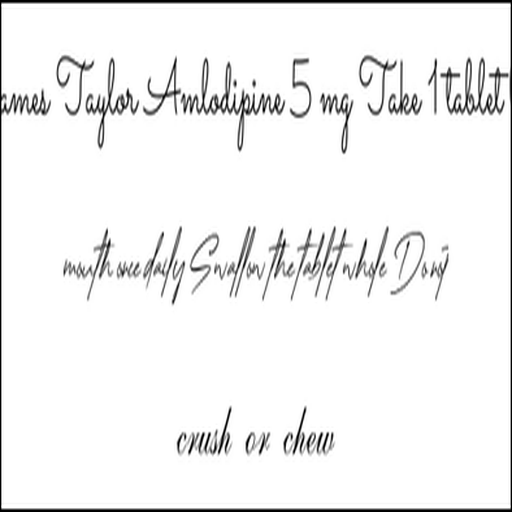 ames Taylor Amlodipine 5 mg Take 1 tablet
mouth once daily Swallow the tablet whole Do not
crush or chew